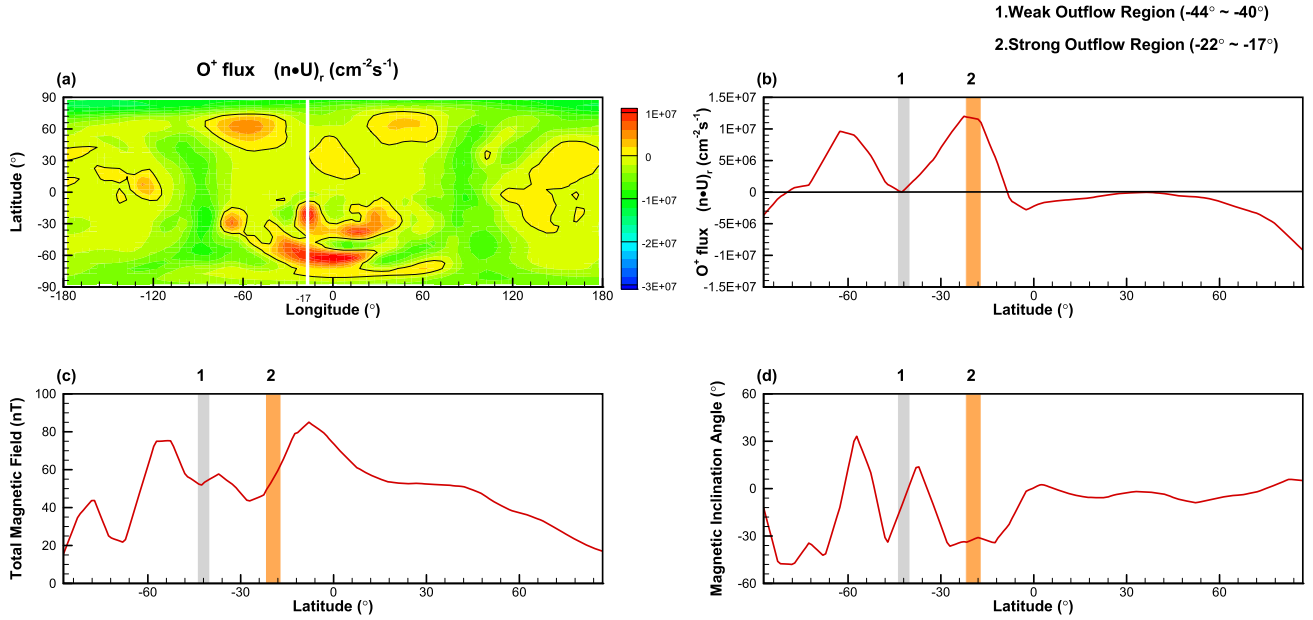 1.Weak Outflow Region (-44° ~ -40°)
2.Strong Outflow Region (-22° ~ -17°)
O⁺ flux (n•U)ᵣ (cm⁻²s⁻¹)
(a)
Latitude (°)
90
60
30
0
-30
-60
-90
-180
-120
-60
-17
0
60
120
180
Longitude (°)
1E+07
0
-1E+07
-2E+07
-3E+07
(b)
1
2
O⁺ flux (n•U)ᵣ (cm⁻²s⁻¹)
1.5E+07
1E+07
5E+06
0
-5E+06
-1E+07
-1.5E+07
-60
-30
0
30
60
Latitude (°)
(c)
1
2
Total Magnetic Field (nT)
100
80
60
40
20
0
-60
-30
0
30
60
Latitude (°)
(d)
1
2
Magnetic Inclination Angle (°)
60
30
0
-30
-60
-60
-30
0
30
60
Latitude (°)